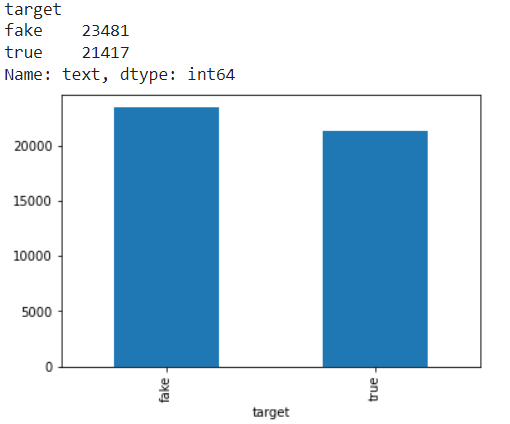 target
fake    23481
true    21417
Name: text, dtype: int64
20000
15000
10000
5000
0
fake
true
target